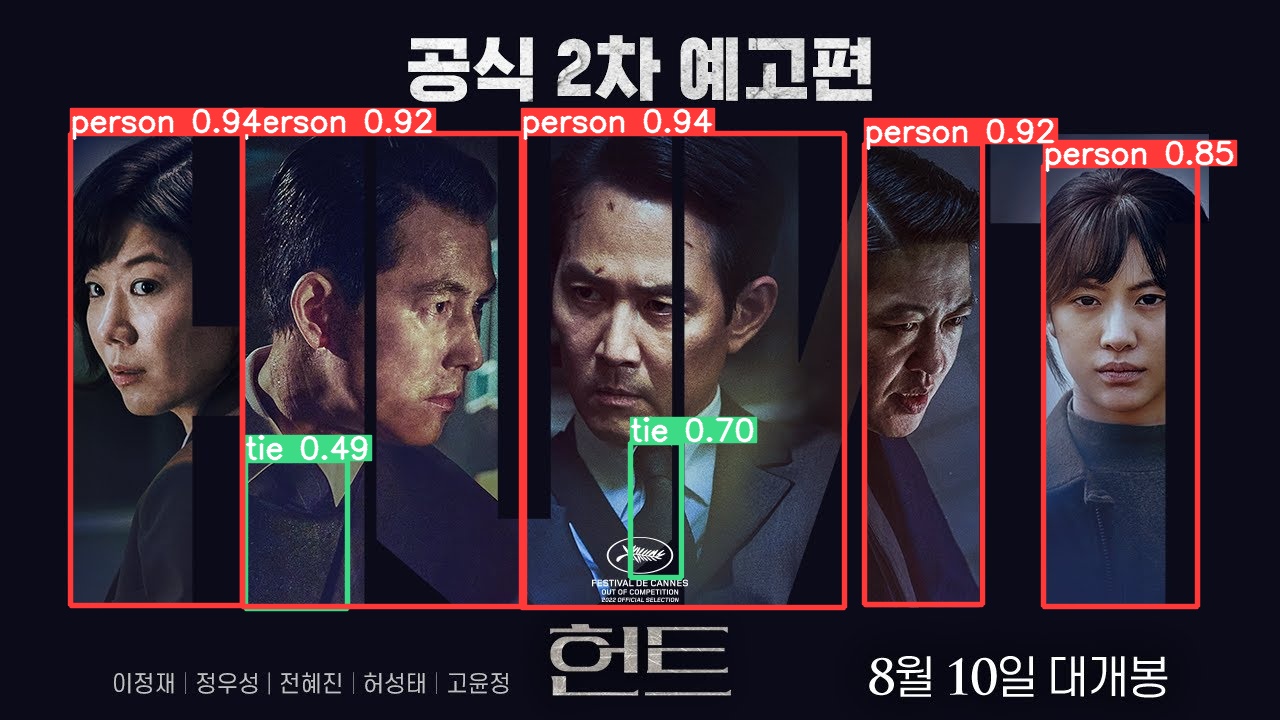 공식 2차 예고편
person 0.94
erson 0.92
person 0.94
person 0.92
person 0.85
HUNT
tie 0.49
tie 0.70
FESTIVAL DE CANNES
OUT OF COMPETITION
2022 OFFICIAL SELECTION
헌트
이정재 | 정우성 | 전혜진 | 허성태 | 고윤정
8월 10일 대개봉